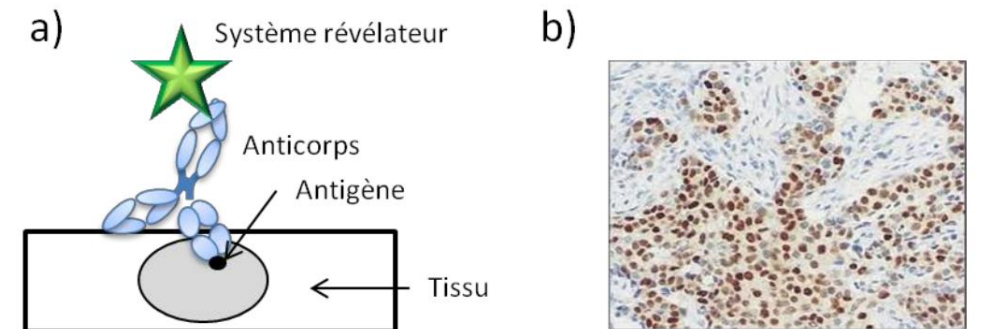 a)
Système révélateur
Anticorps
Antigène
Tissu
b)